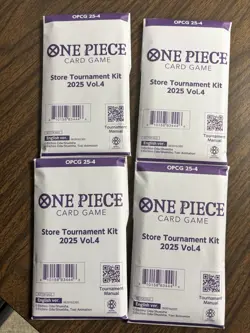 OPCG 25-4
ONE PIECE
CARD GAME
Store Tournament Kit
2025 Vol.4
Tournament
Manual
English ver.
OPCG 25-4
ONE PIECE
CARD GAME
Store Tournament Kit
2025 Vol.4
Tournament
Manual
English ver.
OPCG 25-4
ONE PIECE
CARD GAME
Store Tournament Kit
2025 Vol.4
Tournament
Manual
English ver.
OPCG 25-4
ONE PIECE
CARD GAME
Store Tournament Kit
2025 Vol.4
Tournament
Manual
English ver.